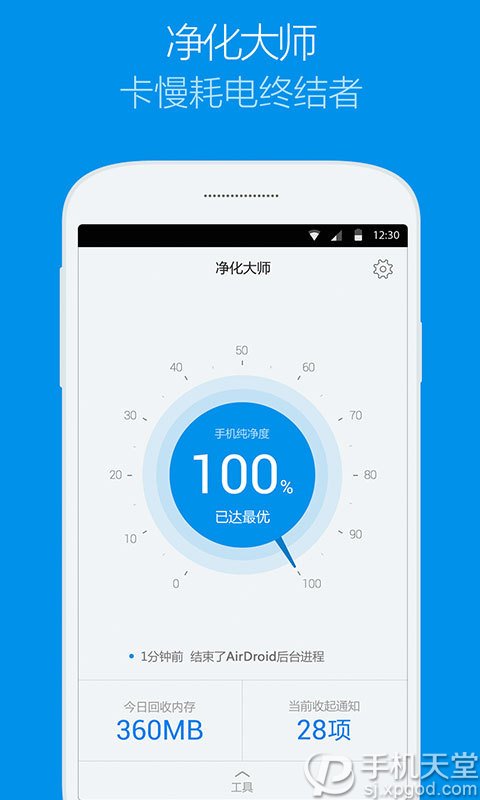 净化大师
卡慢耗电终结者
12:30
净化大师
50
40
60
30
70
手机纯净度
20
100%
80
已达最优
10
90
0
100
1分钟前 结束了AirDroid后台进程
今日回收内存
当前收起通知
360MB
28项
工具
手机天堂
sj.xpgod.com